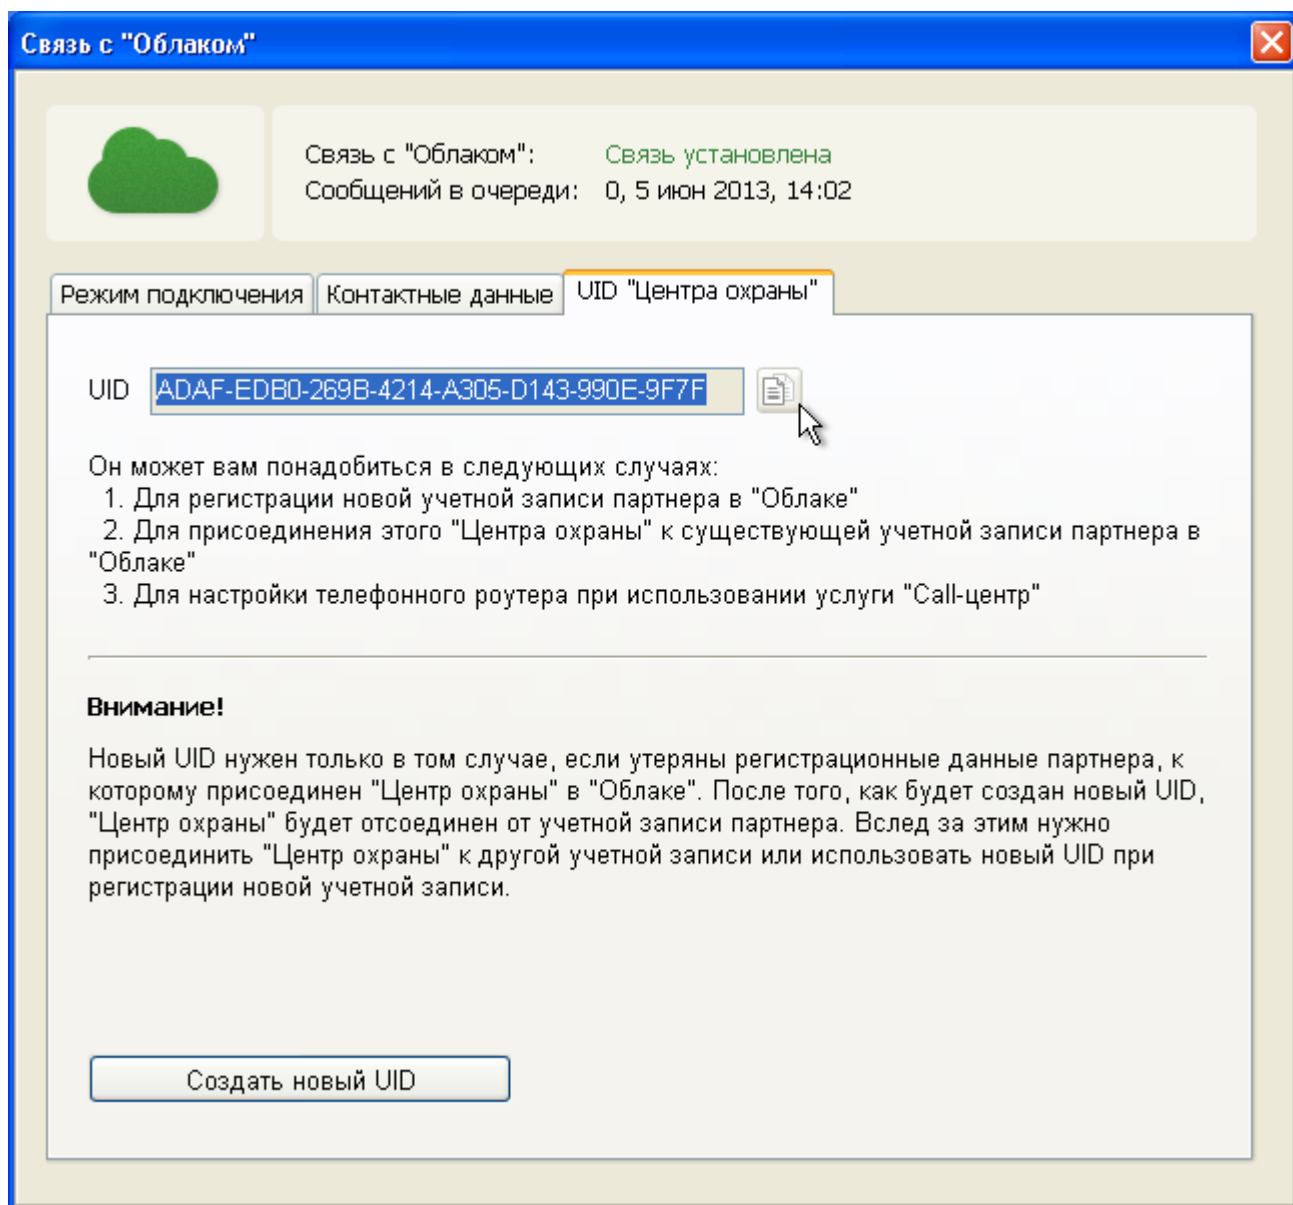 Связь с "Облаком"
Связь с "Облаком": Связь установлена
Сообщений в очереди: 0, 5 июн 2013, 14:02
Режим подключения Контактные данные UID "Центра охраны"
UID ADAF-EDB0-269B-4214-A305-D143-990E-9F7F
Он может вам понадобиться в следующих случаях:
1. Для регистрации новой учетной записи партнера в "Облаке"
2. Для присоединения этого "Центра охраны" к существующей учетной записи партнера в
"Облаке"
3. Для настройки телефонного роутера при использовании услуги "Call-центр"
Внимание!
Новый UID нужен только в том случае, если утеряны регистрационные данные партнера, к
которому присоединен "Центр охраны" в "Облаке". После того, как будет создан новый UID,
"Центр охраны" будет отсоединен от учетной записи партнера. Вслед за этим нужно
присоединить "Центр охраны" к другой учетной записи или использовать новый UID при
регистрации новой учетной записи.
Создать новый UID